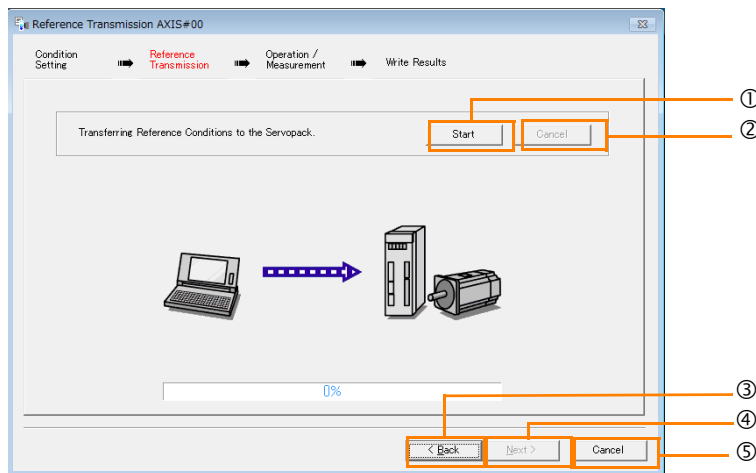 Reference Transmission AXIS#00
Condition Setting
Reference Transmission
Operation / Measurement
Write Results
①
Transferring Reference Conditions to the Servopack.
Start
Cancel
②
0%
③
④
< Back
Next >
Cancel
⑤